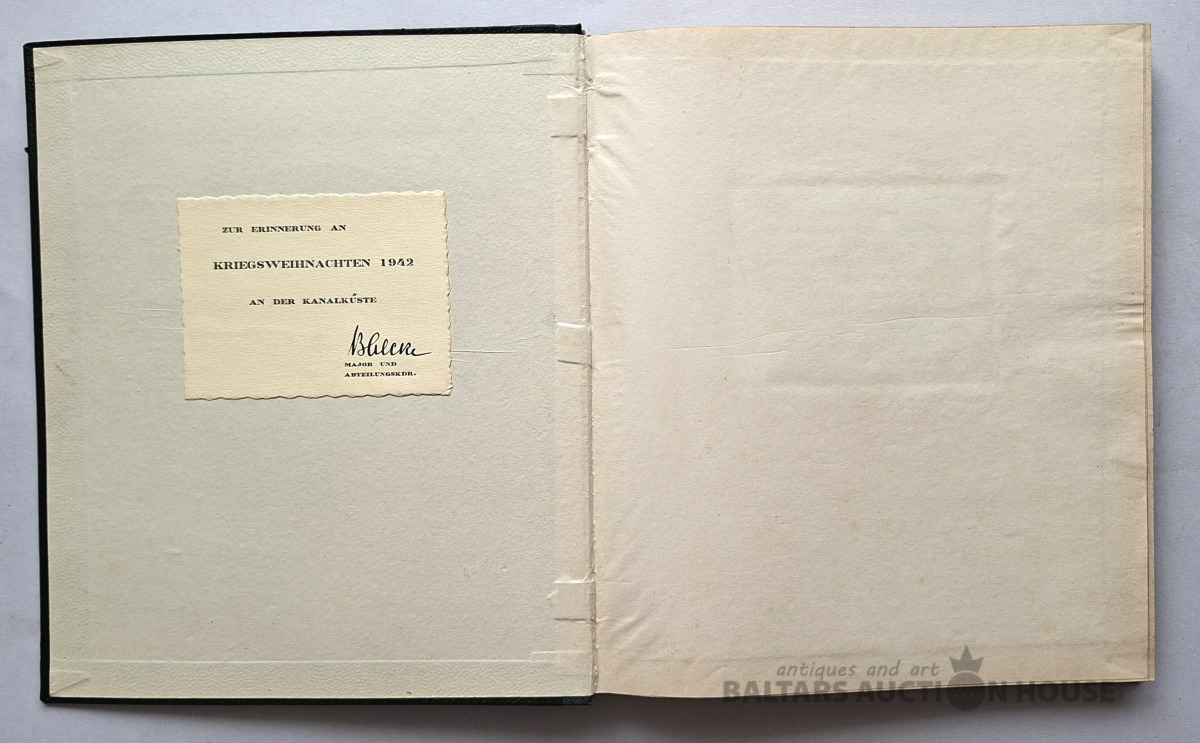 ZUR ERINNERUNG AN
KRIEGSWEIHNACHTEN 1942
AN DER KANALKÜSTE
MAJOR UND
ABTEILUNGSKDR.
antiques and art
BALTARS AUCTION HOUSE